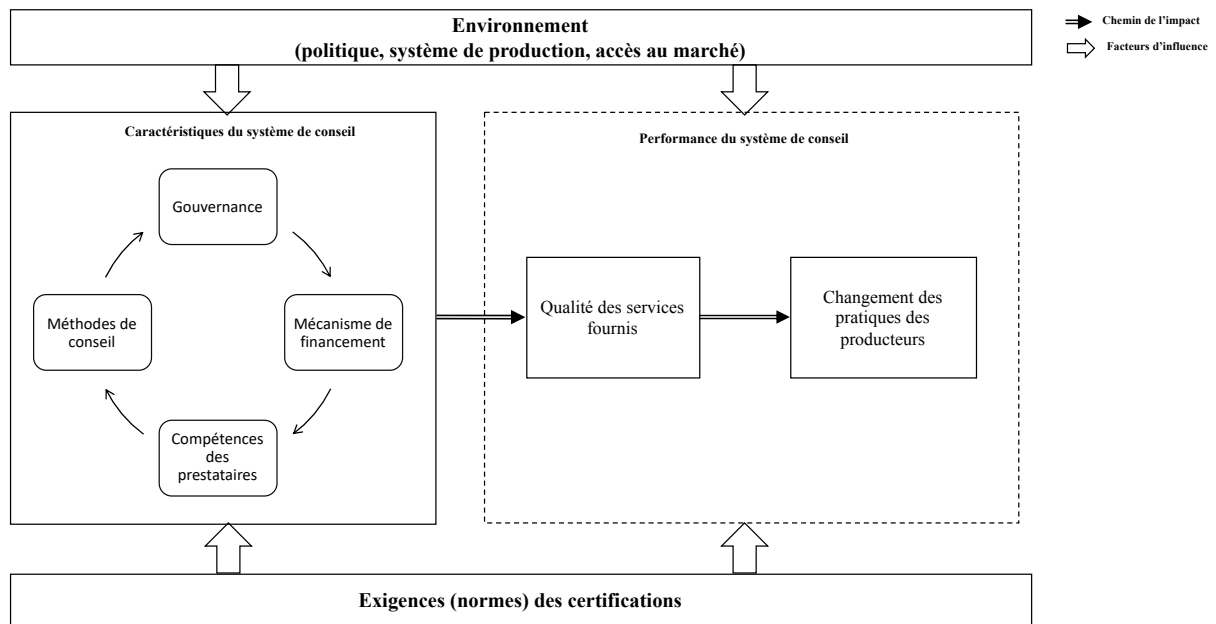 Environnement
(politique, système de production, accès au marché)
Chemin de l'impact
Facteurs d'influence
Caractéristiques du système de conseil
Gouvernance
Méthodes de
conseil
Mécanisme de
financement
Compétences
des
prestataires
Performance du système de conseil
Qualité des services
fournis
Changement des
pratiques des
producteurs
Exigences (normes) des certifications